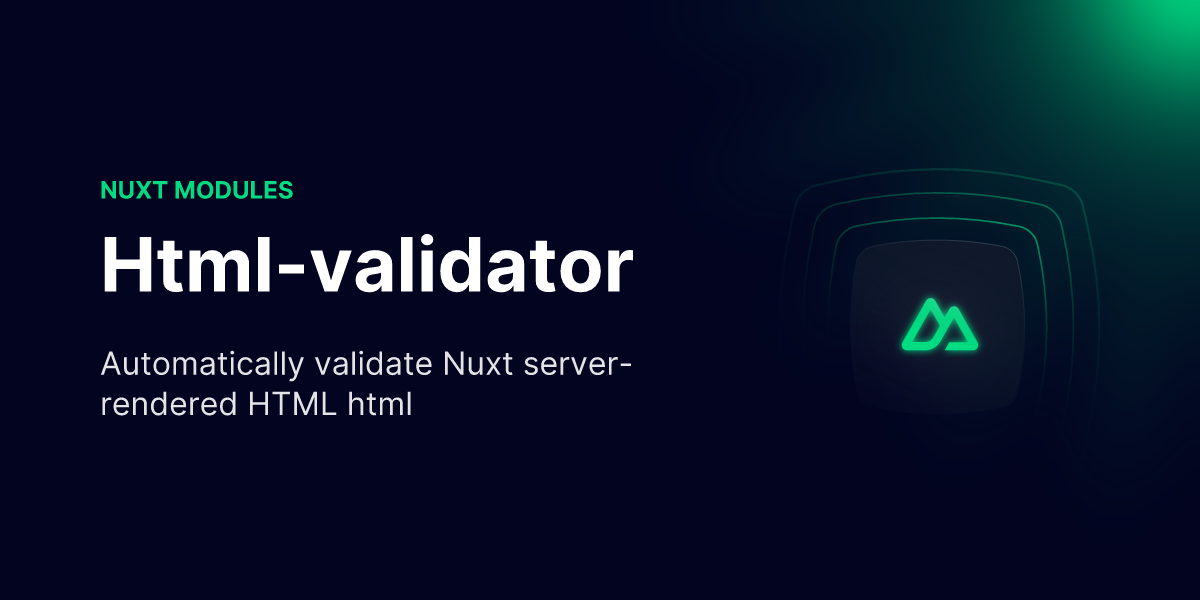 NUXT MODULES
Html-validator
Automatically validate Nuxt server-
rendered HTML html